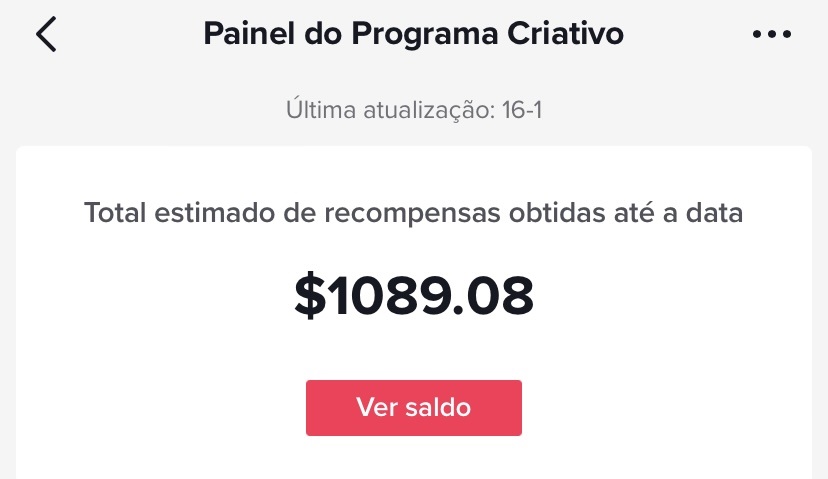 Painel do Programa Criativo
Última atualização: 16-1
Total estimado de recompensas obtidas até a data
$1089.08
Ver saldo